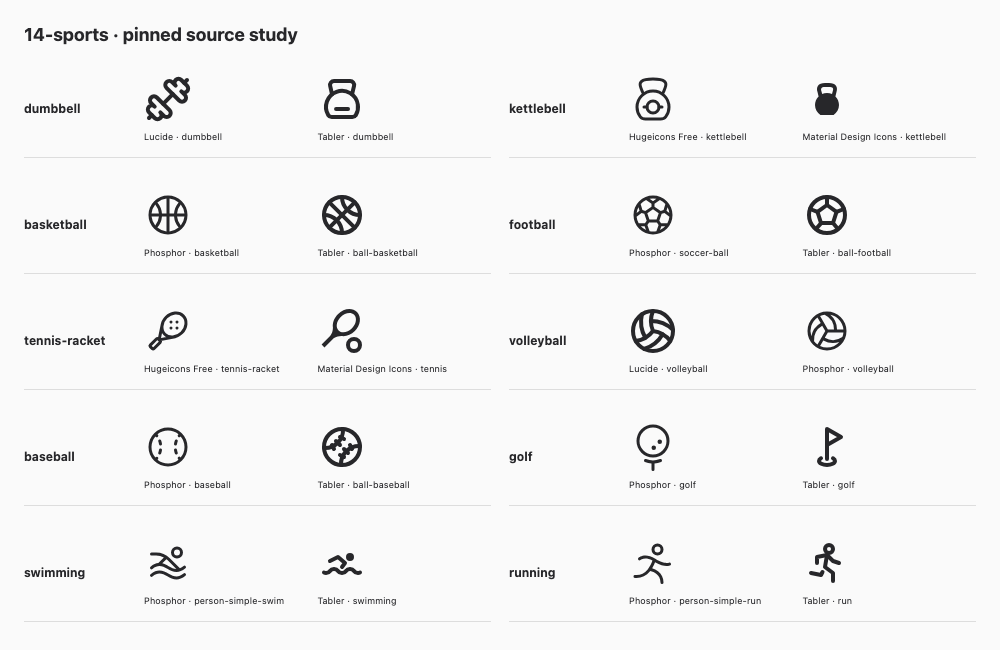 14-sports · pinned source study
dumbbell
Lucide · dumbbell
Tabler · dumbbell
kettlebell
Hugeicons Free · kettlebell
Material Design Icons · kettlebell
basketball
Phosphor · basketball
Tabler · ball-basketball
football
Phosphor · soccer-ball
Tabler · ball-football
tennis-racket
Hugeicons Free · tennis-racket
Material Design Icons · tennis
volleyball
Lucide · volleyball
Phosphor · volleyball
baseball
Phosphor · baseball
Tabler · ball-baseball
golf
Phosphor · golf
Tabler · golf
swimming
Phosphor · person-simple-swim
Tabler · swimming
running
Phosphor · person-simple-run
Tabler · run